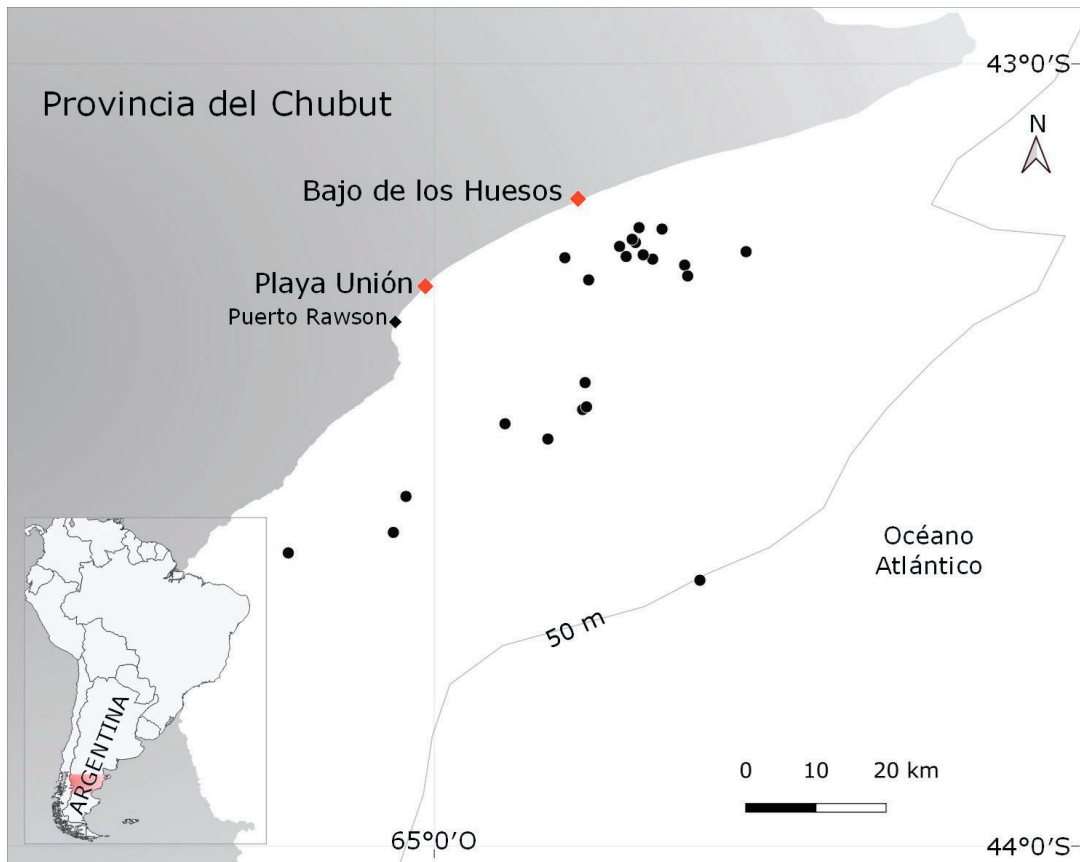 43°0'S
Provincia del Chubut
N
Bajo de los Huesos
Playa Unión
Puerto Rawson
Océano
Atlántico
50 m
ARGENTINA
0 10 20 km
65°0'O
44°0'S